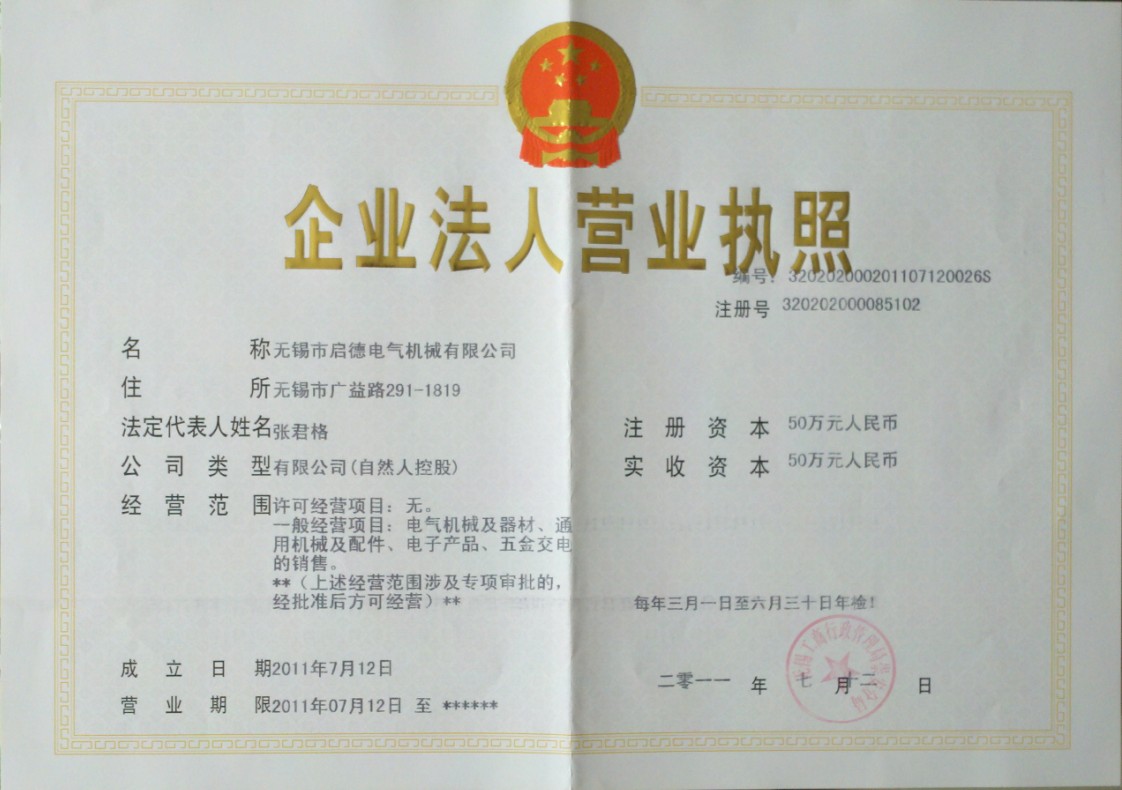 企业法人营业执照
编号: 320202000201107120026S
注册号 320202000085102
名 称 无锡市启德电气机械有限公司
住 所 无锡市广益路291-1819
法定代表人姓名 张君格
注 册 资 本 50万元人民币
公 司 类 型 有限公司(自然人控股)
实 收 资 本 50万元人民币
经 营 范 围 许可经营项目: 无。
一般经营项目: 电气机械及器材、通
用机械及配件、电子产品、五金交电
的销售。
**(上述经营范围涉及专项审批的,
经批准后方可经营)**
每年三月一日至六月三十日年检!
成 立 日 期 2011年7月12日
二零一一 年 七 月 十二 日
营 业 期 限 2011年07月12日 至 ******